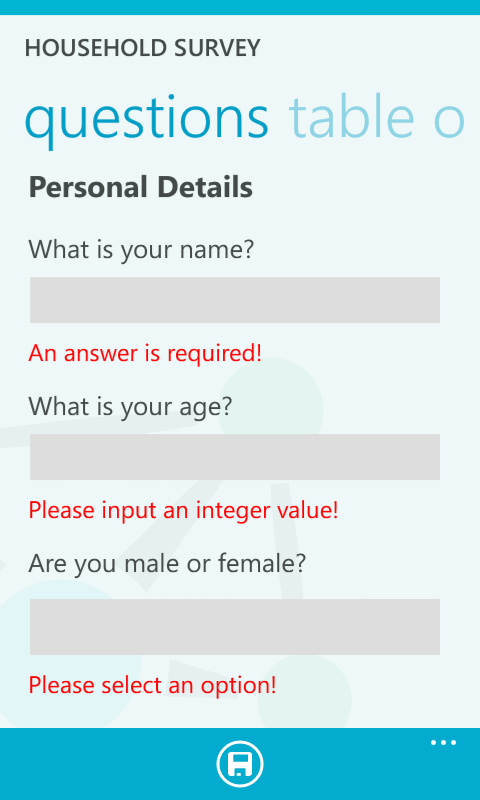 HOUSEHOLD SURVEY
questions table o
Personal Details
What is your name?
An answer is required!
What is your age?
Please input an integer value!
Are you male or female?
Please select an option!